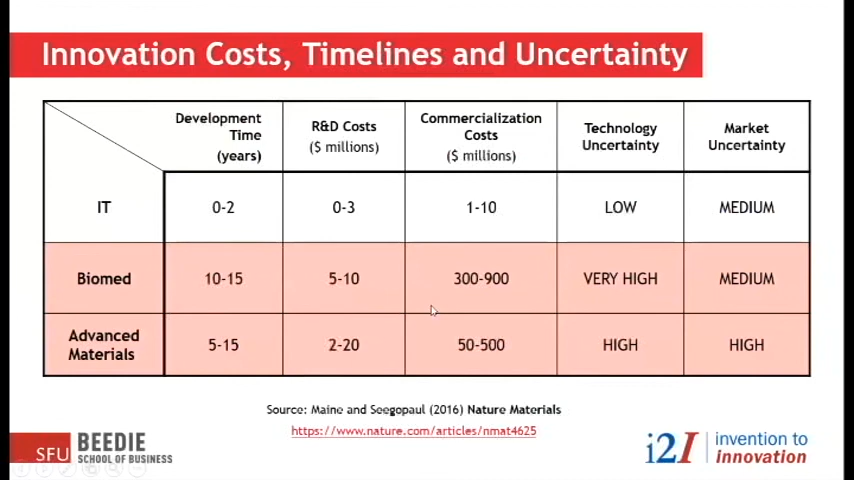 Innovation Costs, Timelines and Uncertainty
Development Time (years) R&D Costs ($ millions) Commercialization Costs ($ millions) Technology Uncertainty Market Uncertainty
IT 0-2 0-3 1-10 LOW MEDIUM
Biomed 10-15 5-10 300-900 VERY HIGH MEDIUM
Advanced Materials 5-15 2-20 50-500 HIGH HIGH
Source: Maine and Seegopaul (2016) Nature Materials
https://www.nature.com/articles/nmat4625
SFU BEEDIE
SCHOOL OF BUSINESS
i2I invention to
innovation